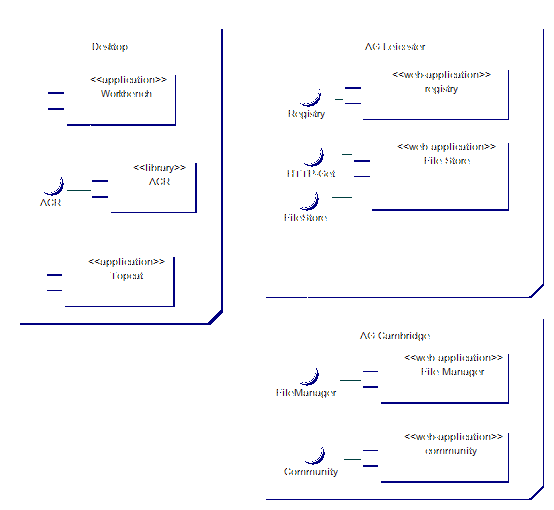 Desktop
<<application>>
Workbench
<<library>>
ACR
ACR
<<application>>
Topcat
AG Leicester
<<web-application>>
registry
Registry
<<web-application>>
File Store
HTTP-Get
FileStore
AG Cambridge
<<web-application>>
File Manager
FileManager
<<web-application>>
community
Community